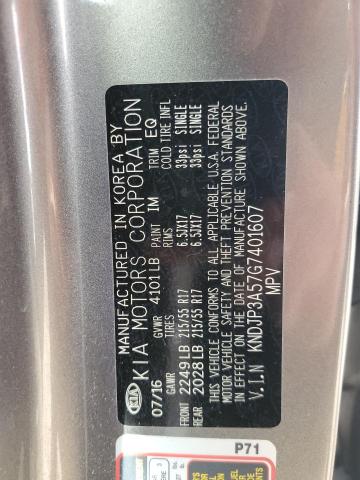 MANUFACTURED IN KOREA BY
KIA KIA MOTORS CORPORATION
07/16 GVWR 4101LB PAINT IM TRIM EQ
GAWR TIRES RIMS COLD TIRE INFL
FRONT 2249LB 215/55 R17 6.5JX17 33psi SINGLE
REAR 2028LB 215/55 R17 6.5JX17 33psi SINGLE
THIS VEHICLE CONFORMS TO ALL APPLICABLE U.S.A. FEDERAL
MOTOR VEHICLE SAFETY AND THEFT PREVENTION STANDARDS
IN EFFECT ON THE DATE OF MANUFACTURE SHOWN ABOVE.
V.I.N KNDJP3A57G7401607
MPV
P71